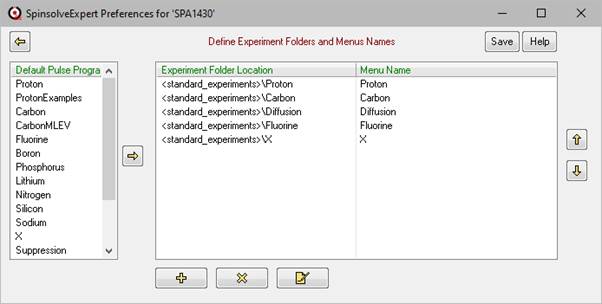 SpinsolveExpert Preferences for 'SPA1430'
Define Experiment Folders and Menus Names
Save
Help
Default Pulse Progra
Proton
ProtonExamples
Carbon
CarbonMLEV
Fluorine
Boron
Phosphorus
Lithium
Nitrogen
Silicon
Sodium
X
Suppression
Experiment Folder Location Menu Name
<standard_experiments>\Proton Proton
<standard_experiments>\Carbon Carbon
<standard_experiments>\Diffusion Diffusion
<standard_experiments>\Fluorine Fluorine
<standard_experiments>\X X